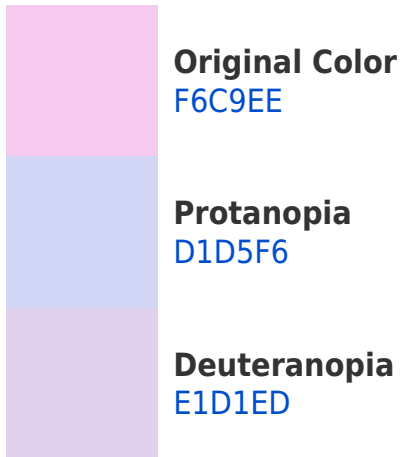 Original Color
F6C9EE
Protanopia
D1D5F6
Deuteranopia
E1D1ED